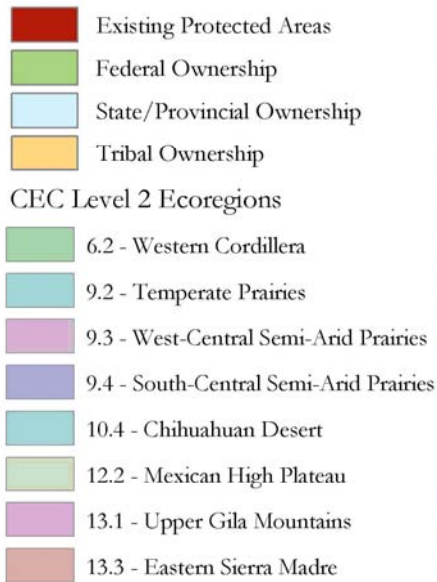 Existing Protected Areas
Federal Ownership
State/Provincial Ownership
Tribal Ownership
CEC Level 2 Ecoregions
6.2 - Western Cordillera
9.2 - Temperate Prairies
9.3 - West-Central Semi-Arid Prairies
9.4 - South-Central Semi-Arid Prairies
10.4 - Chihuahuan Desert
12.2 - Mexican High Plateau
13.1 - Upper Gila Mountains
13.3 - Eastern Sierra Madre